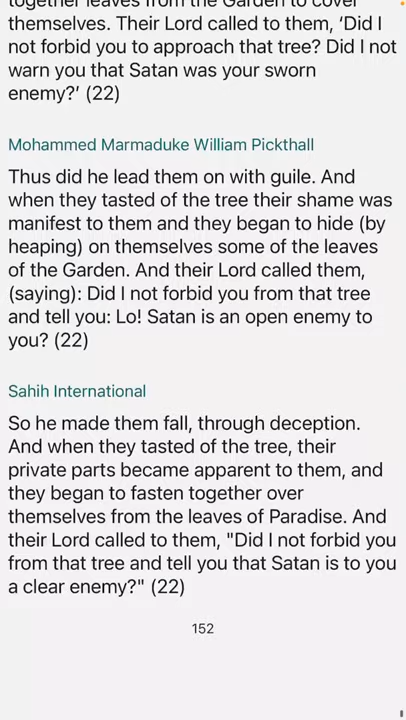 together leaves from the Garden to cover
themselves. Their Lord called to them, ‘Did I
not forbid you to approach that tree? Did I not
warn you that Satan was your sworn
enemy?’ (22)
Mohammed Marmaduke William Pickthall
Thus did he lead them on with guile. And
when they tasted of the tree their shame was
manifest to them and they began to hide (by
heaping) on themselves some of the leaves
of the Garden. And their Lord called them,
(saying): Did I not forbid you from that tree
and tell you: Lo! Satan is an open enemy to
you? (22)
Sahih International
So he made them fall, through deception.
And when they tasted of the tree, their
private parts became apparent to them, and
they began to fasten together over
themselves from the leaves of Paradise. And
their Lord called to them, "Did I not forbid you
from that tree and tell you that Satan is to you
a clear enemy?" (22)
152